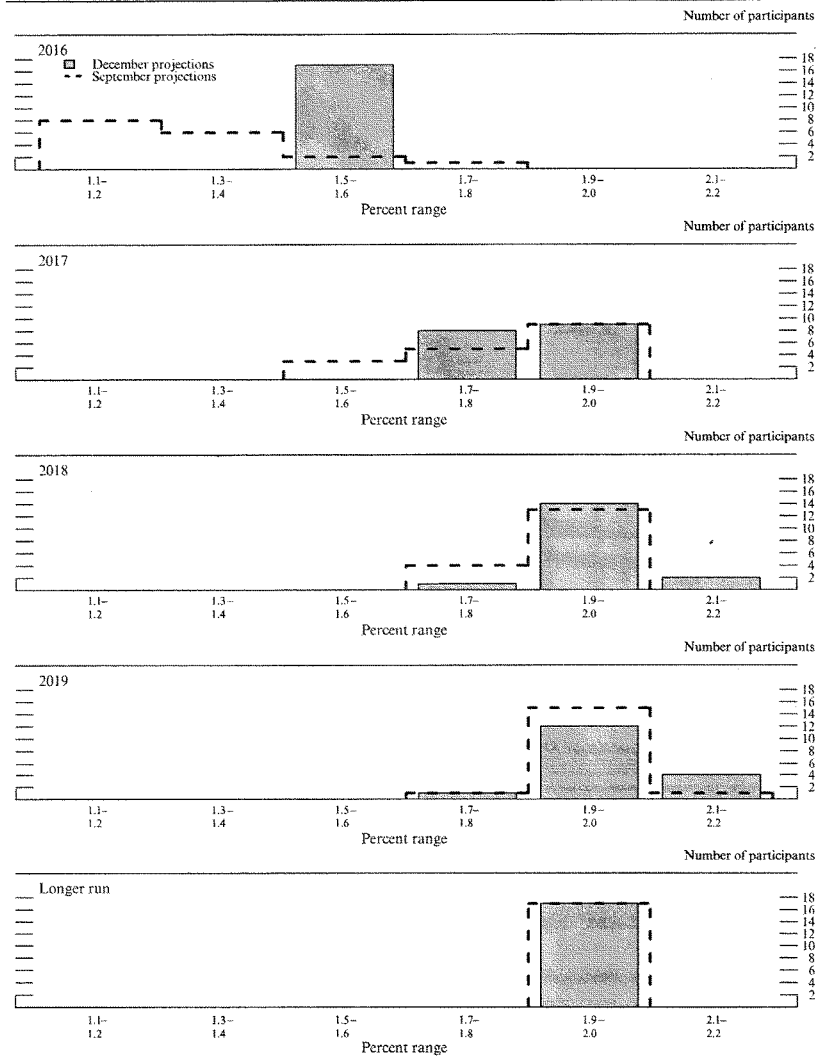 Number of participants
2016
December projections
September projections
18
16
14
12
10
8
6
4
2
1.1– 1.3– 1.5– 1.7– 1.9– 2.1–
1.2 1.4 1.6 1.8 2.0 2.2
Percent range
Number of participants
2017
18
16
14
12
10
8
6
4
2
1.1– 1.3– 1.5– 1.7– 1.9– 2.1–
1.2 1.4 1.6 1.8 2.0 2.2
Percent range
Number of participants
2018
18
16
14
12
10
8
6
4
2
1.1– 1.3– 1.5– 1.7– 1.9– 2.1–
1.2 1.4 1.6 1.8 2.0 2.2
Percent range
Number of participants
2019
18
16
14
12
10
8
6
4
2
1.1– 1.3– 1.5– 1.7– 1.9– 2.1–
1.2 1.4 1.6 1.8 2.0 2.2
Percent range
Number of participants
Longer run
18
16
14
12
10
8
6
4
2
1.1– 1.3– 1.5– 1.7– 1.9– 2.1–
1.2 1.4 1.6 1.8 2.0 2.2
Percent range